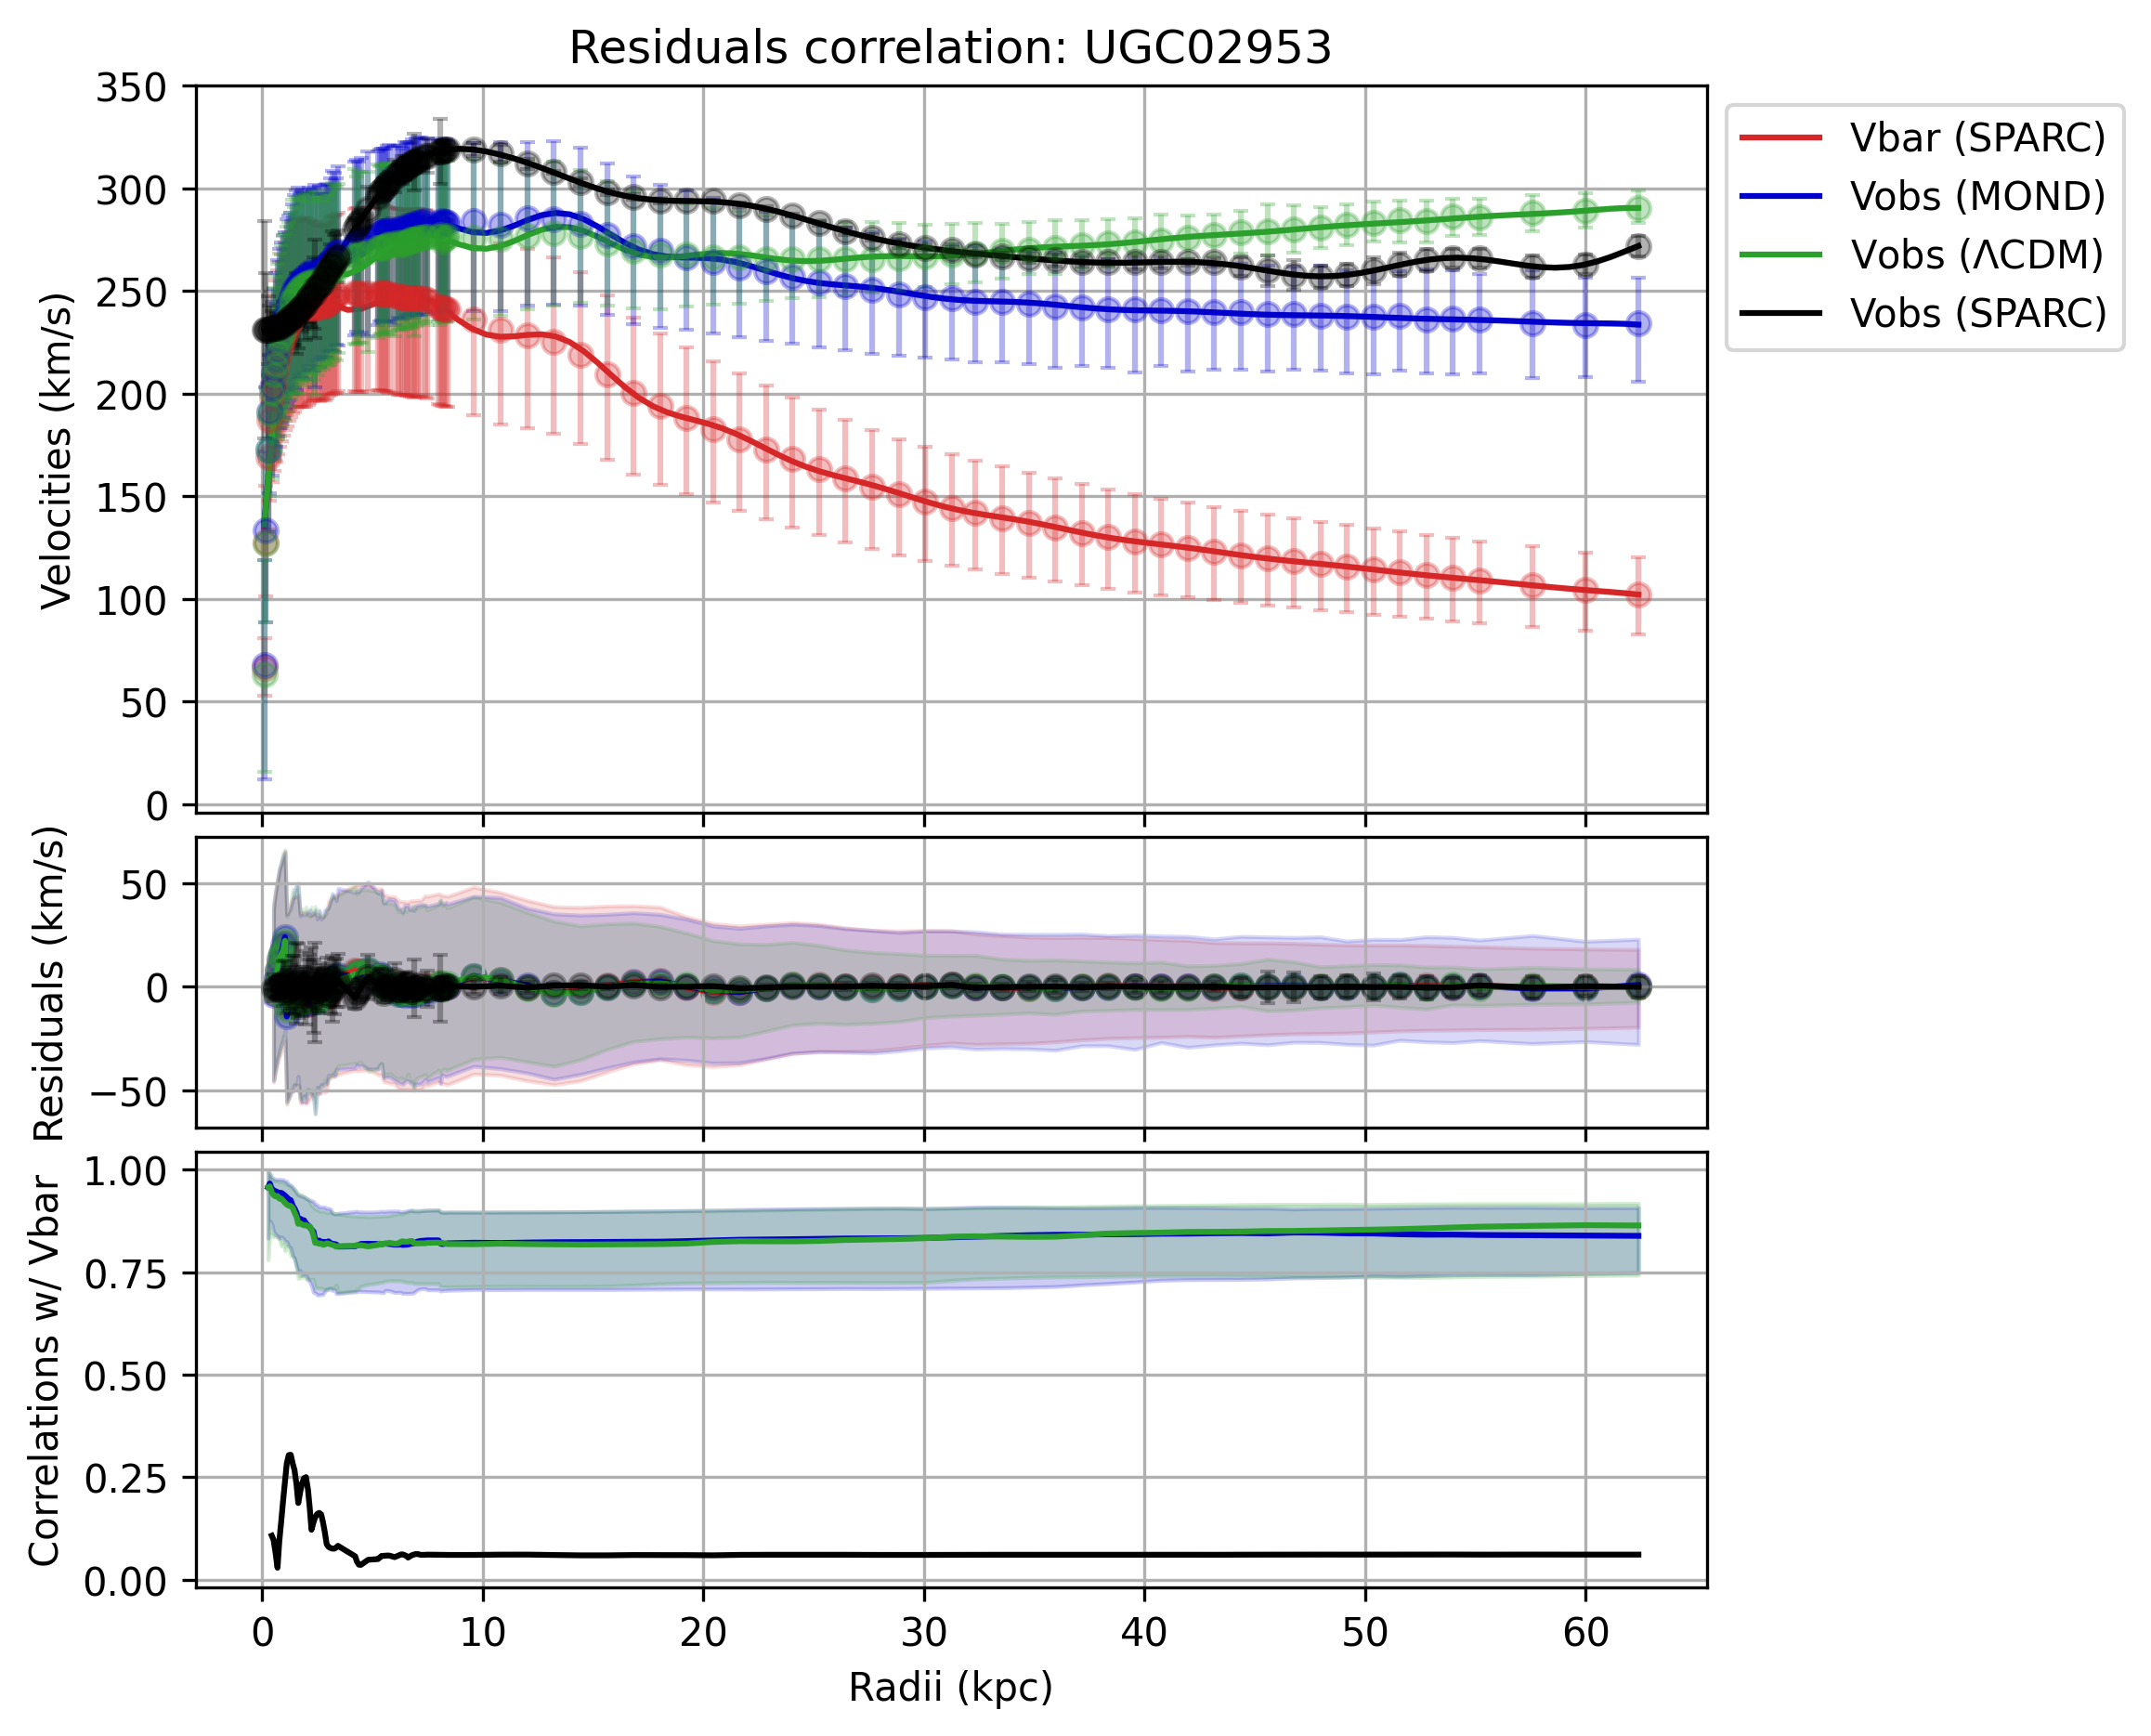 Residuals correlation: UGC02953
350
300
250
200
150
100
50
0
Velocities (km/s)
Vbar (SPARC)
Vobs (MOND)
Vobs (ΛCDM)
Vobs (SPARC)
50
0
−50
Residuals (km/s)
1.00
0.75
0.50
0.25
0.00
Correlations w/ Vbar
0 10 20 30 40 50 60
Radii (kpc)